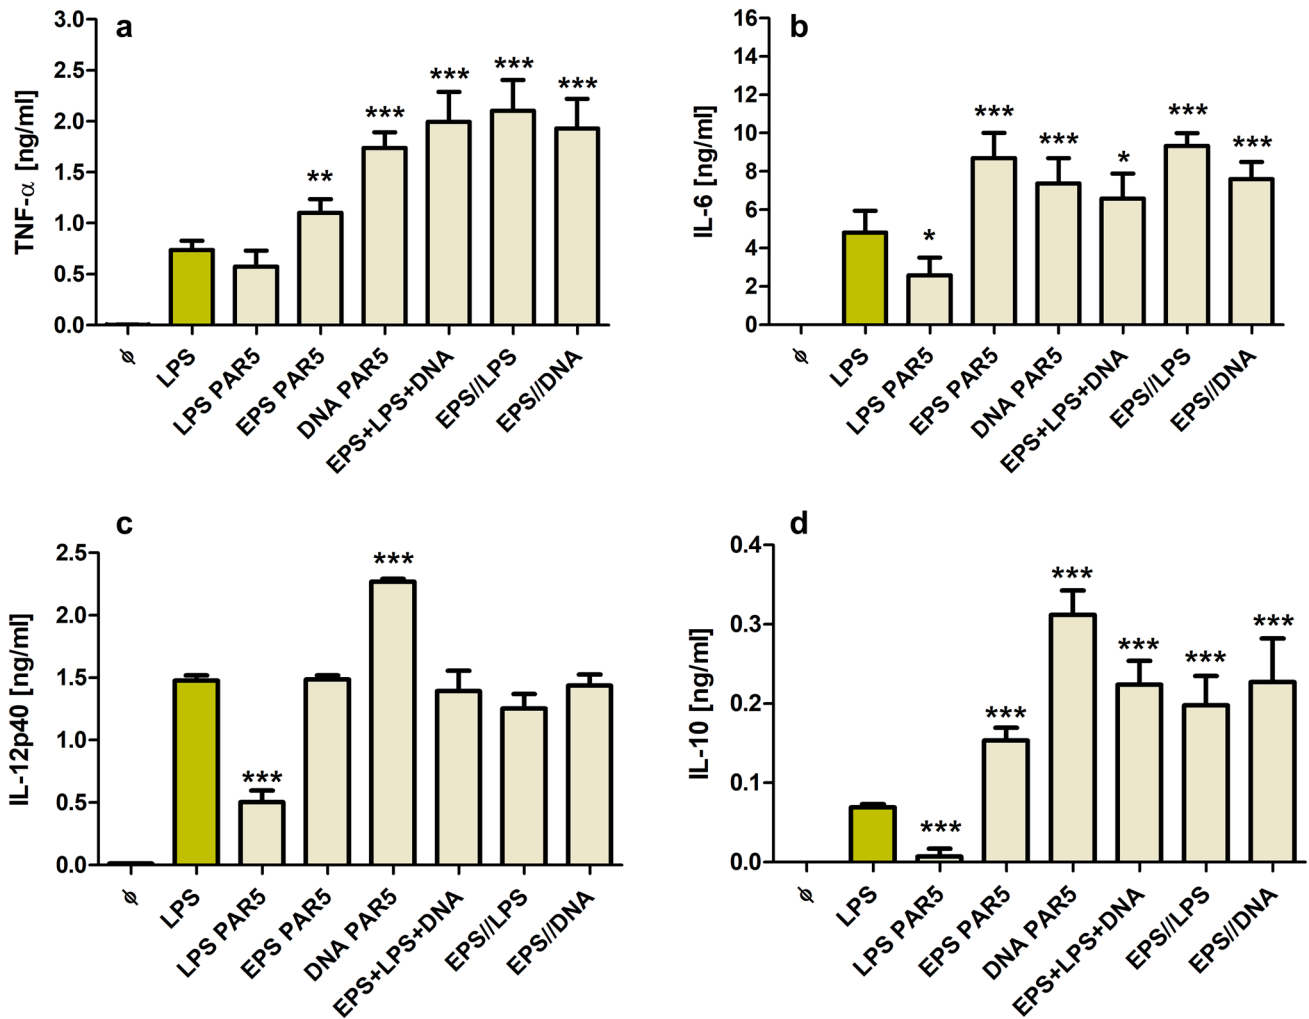 a
TNF-α [ng/ml]
3.0
2.5
2.0
1.5
1.0
0.5
0.0
**
***
***
***
***
ϕ
LPS
LPS PAR5
EPS PAR5
DNA PAR5
EPS+LPS+DNA
EPS//LPS
EPS//DNA
b
IL-6 [ng/ml]
16
14
12
10
8
6
4
2
0
*
***
***
*
***
***
ϕ
LPS
LPS PAR5
EPS PAR5
DNA PAR5
EPS+LPS+DNA
EPS//LPS
EPS//DNA
c
IL-12p40 [ng/ml]
2.5
2.0
1.5
1.0
0.5
0.0
***
***
ϕ
LPS
LPS PAR5
EPS PAR5
DNA PAR5
EPS+LPS+DNA
EPS//LPS
EPS//DNA
d
IL-10 [ng/ml]
0.4
0.3
0.2
0.1
0.0
***
***
***
***
***
***
ϕ
LPS
LPS PAR5
EPS PAR5
DNA PAR5
EPS+LPS+DNA
EPS//LPS
EPS//DNA